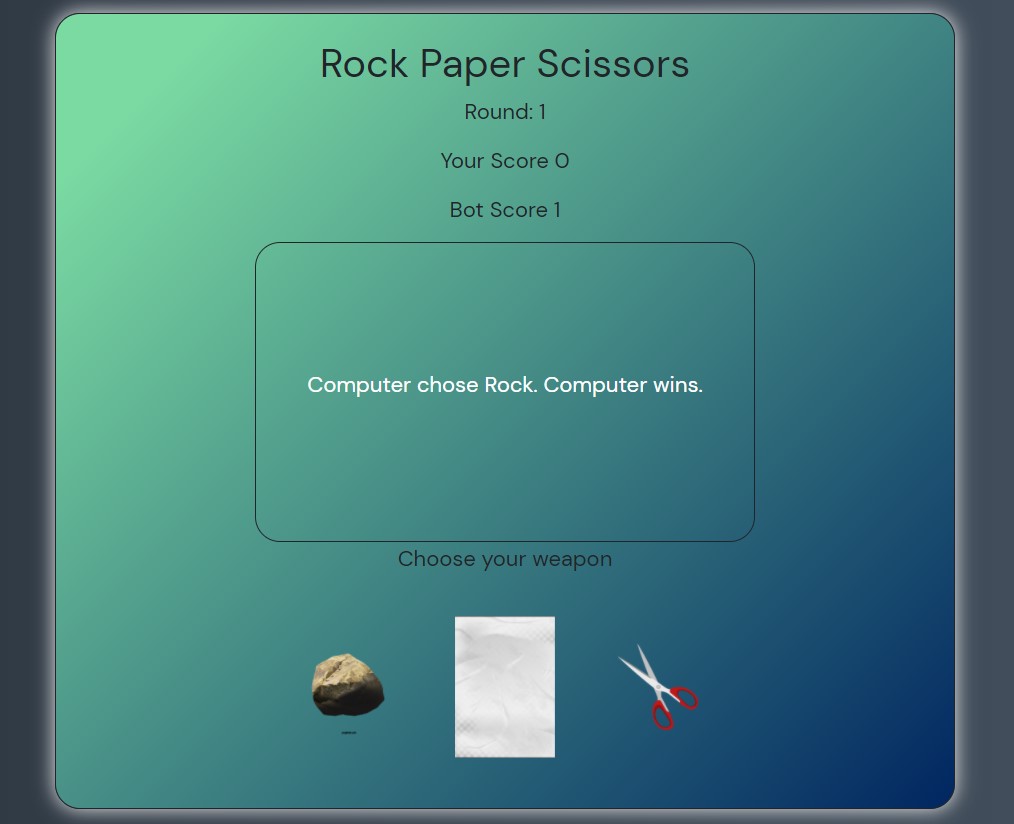 Rock Paper Scissors
Round: 1
Your Score 0
Bot Score 1
Computer chose Rock. Computer wins.
Choose your weapon